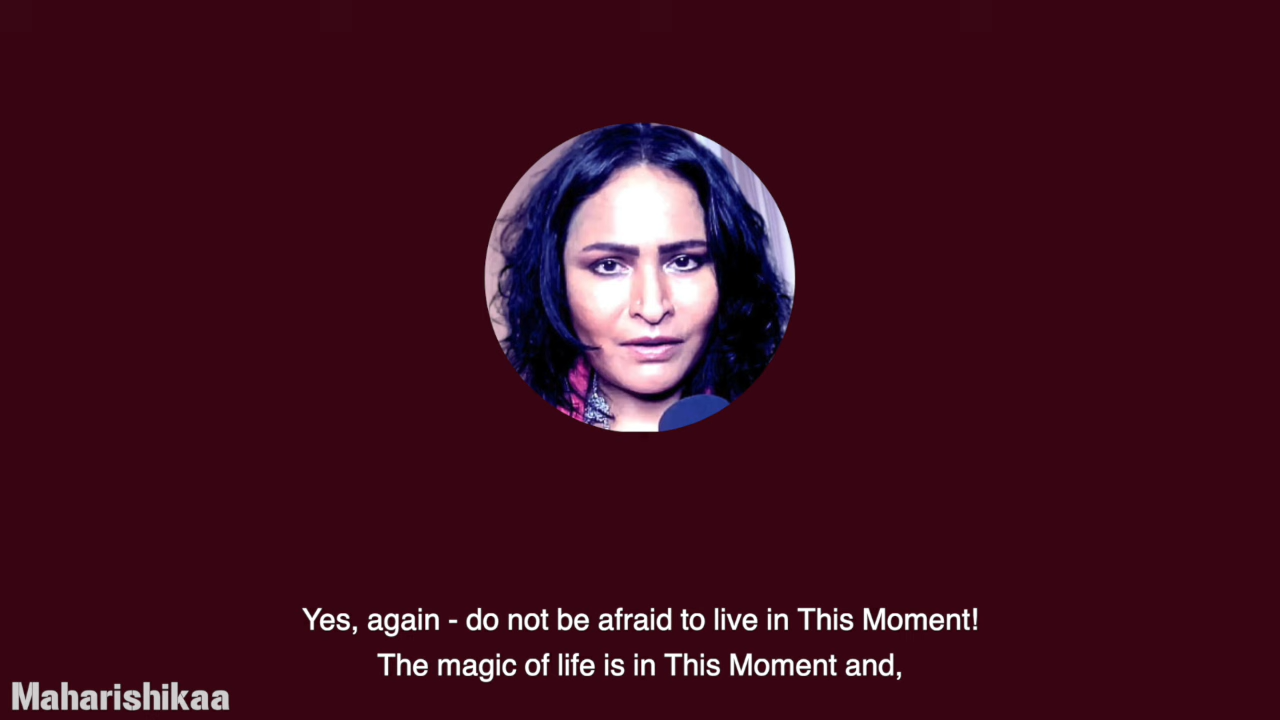 Yes, again - do not be afraid to live in This Moment!
The magic of life is in This Moment and,
Maharishikaa